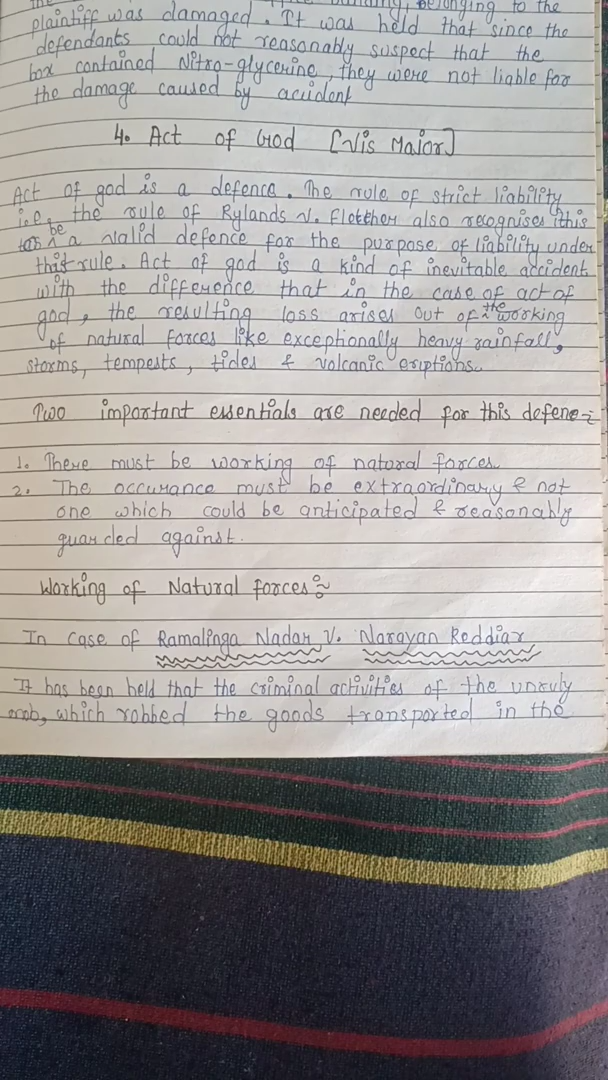 the building, belonging to the
plaintiff was damaged. It was held that since the
defendants could not reasonably suspect that the
box contained Nitro-glycerine, they were not liable for
the damage caused by accident
4. Act of God [Vis Major]
Act of god is a defence. The rule of strict liability
i.e. the rule of Rylands v. Fletcher also recognises this
to be a valid defence for the purpose of liability under
this rule. Act of god is a kind of inevitable accident
with the difference that in the case of act of
god, the resulting loss arises out of the working
of natural forces like exceptionally heavy rainfall,
storms, tempests, tides & volcanic eruptions.
Two important essentials are needed for this defence-
1. There must be working of natural forces.
2. The occurance must be extraordinary & not
one which could be anticipated & reasonably
guarded against.
Working of Natural forces:
In case of Ramalinga Nadar V. Narayan Reddiar
It has been held that the criminal activities of the unruly
mob, which robbed the goods transported in the